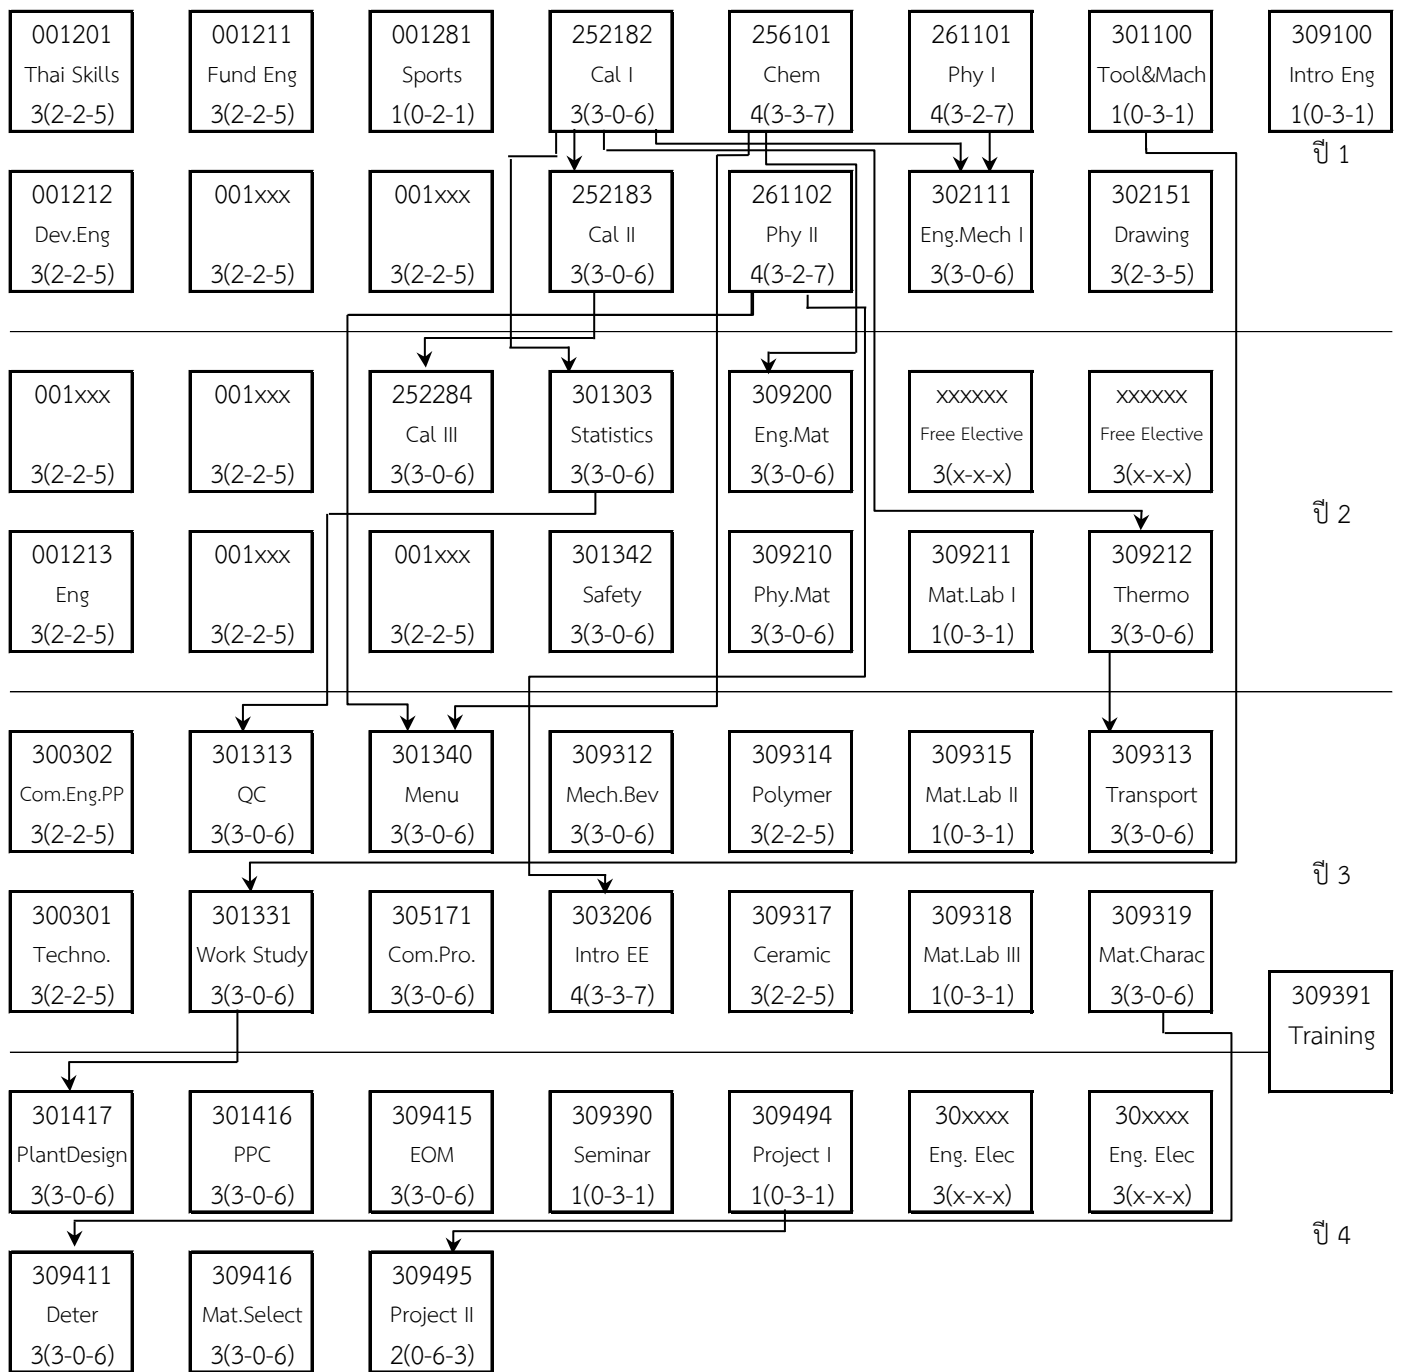 001201 001211 001281 252182 256101 261101 301100 309100
Thai Skills Fund Eng Sports Cal I Chem Phy I Tool&Mach Intro Eng
3(2-2-5) 3(2-2-5) 1(0-2-1) 3(3-0-6) 4(3-3-7) 4(3-2-7) 1(0-3-1) 1(0-3-1)
ปี 1
001212 001xxx 001xxx 252183 261102 302111 302151
Dev.Eng Cal II Phy II Eng.Mech I Drawing
3(2-2-5) 3(2-2-5) 3(2-2-5) 3(3-0-6) 4(3-2-7) 3(3-0-6) 3(2-3-5)
001xxx 001xxx 252284 301303 309200 xxxxxx xxxxxx
Cal III Statistics Eng.Mat Free Elective Free Elective
3(2-2-5) 3(2-2-5) 3(3-0-6) 3(3-0-6) 3(3-0-6) 3(x-x-x) 3(x-x-x)
ปี 2
001213 001xxx 001xxx 301342 309210 309211 309212
Eng Safety Phy.Mat Mat.Lab I Thermo
3(2-2-5) 3(2-2-5) 3(2-2-5) 3(3-0-6) 3(3-0-6) 1(0-3-1) 3(3-0-6)
300302 301313 301340 309312 309314 309315 309313
Com.Eng.PP QC Menu Mech.Bev Polymer Mat.Lab II Transport
3(2-2-5) 3(3-0-6) 3(3-0-6) 3(3-0-6) 3(2-2-5) 1(0-3-1) 3(3-0-6)
ปี 3
300301 301331 305171 303206 309317 309318 309319
Techno. Work Study Com.Pro. Intro EE Ceramic Mat.Lab III Mat.Charac
3(2-2-5) 3(3-0-6) 3(3-0-6) 4(3-3-7) 3(2-2-5) 1(0-3-1) 3(3-0-6)
309391
Training
301417 301416 309415 309390 309494 30xxxx 30xxxx
PlantDesign PPC EOM Seminar Project I Eng. Elec Eng. Elec
3(3-0-6) 3(3-0-6) 3(3-0-6) 1(0-3-1) 1(0-3-1) 3(x-x-x) 3(x-x-x)
ปี 4
309411 309416 309495
Deter Mat.Select Project II
3(3-0-6) 3(3-0-6) 2(0-6-3)